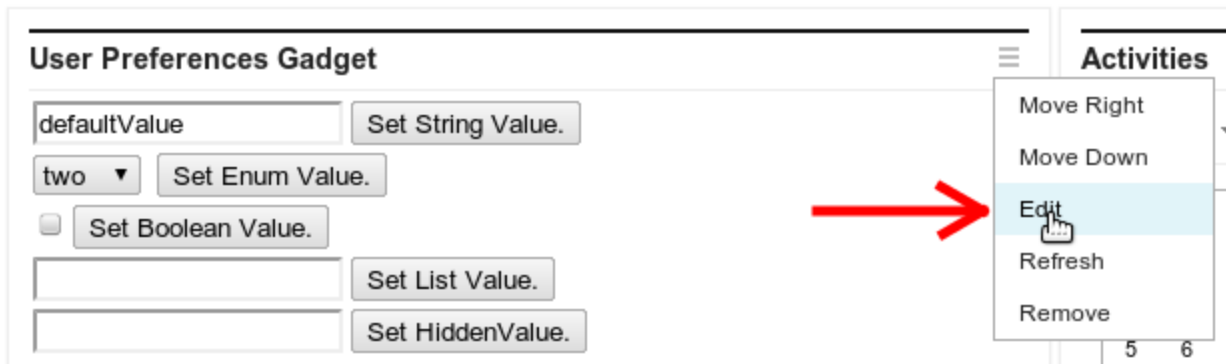 User Preferences Gadget
defaultValue Set String Value.
two Set Enum Value.
Set Boolean Value.
Set List Value.
Set HiddenValue.
Activities
Move Right
Move Down
Edit
Refresh
Remove
5 6